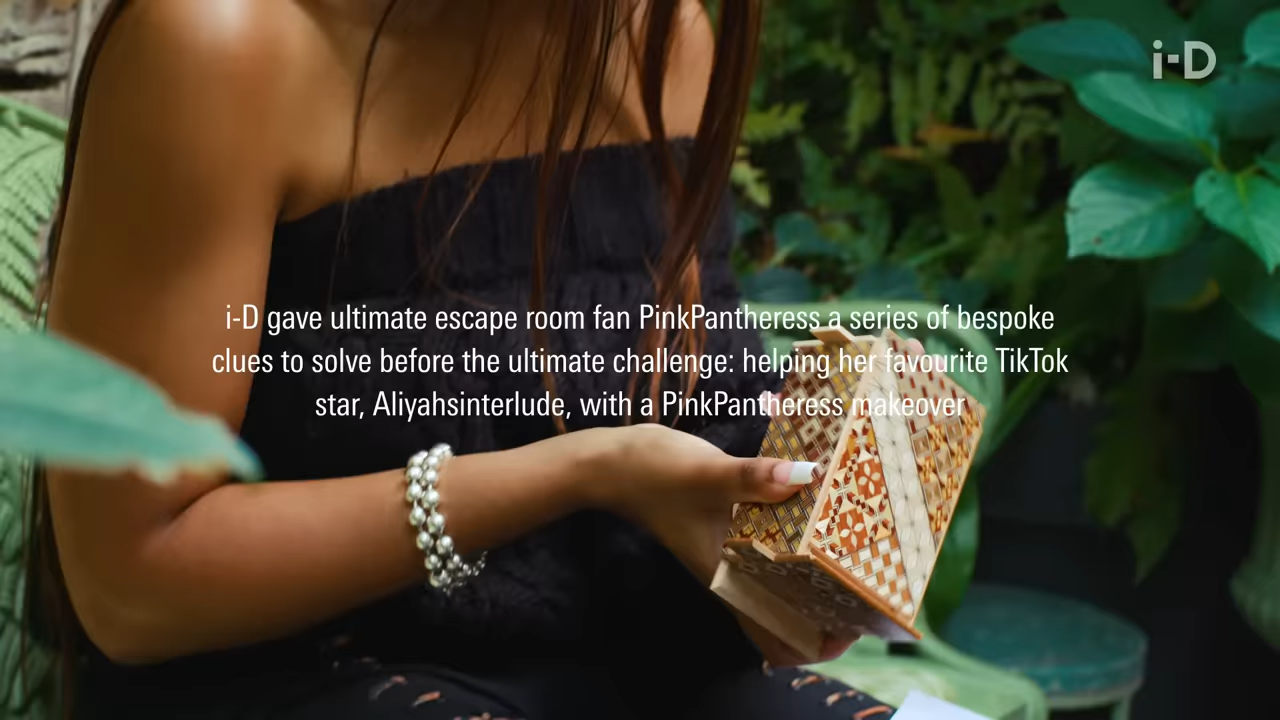 i-D
i-D gave ultimate escape room fan PinkPantheress a series of bespoke
clues to solve before the ultimate challenge: helping her favourite TikTok
star, Aliyahsinterlude, with a PinkPantheress makeover